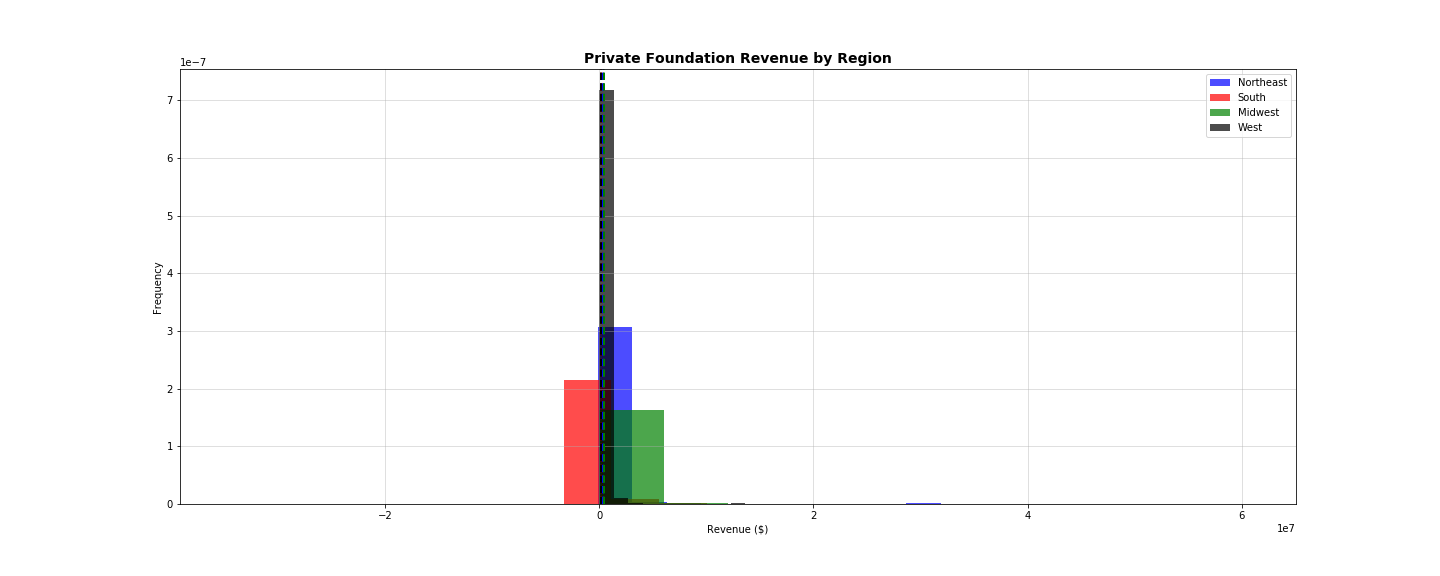 Private Foundation Revenue by Region
1e−7
7
6
5
4
3
2
1
0
Frequency
−2
0
2
4
6
1e7
Revenue ($)
Northeast
South
Midwest
West